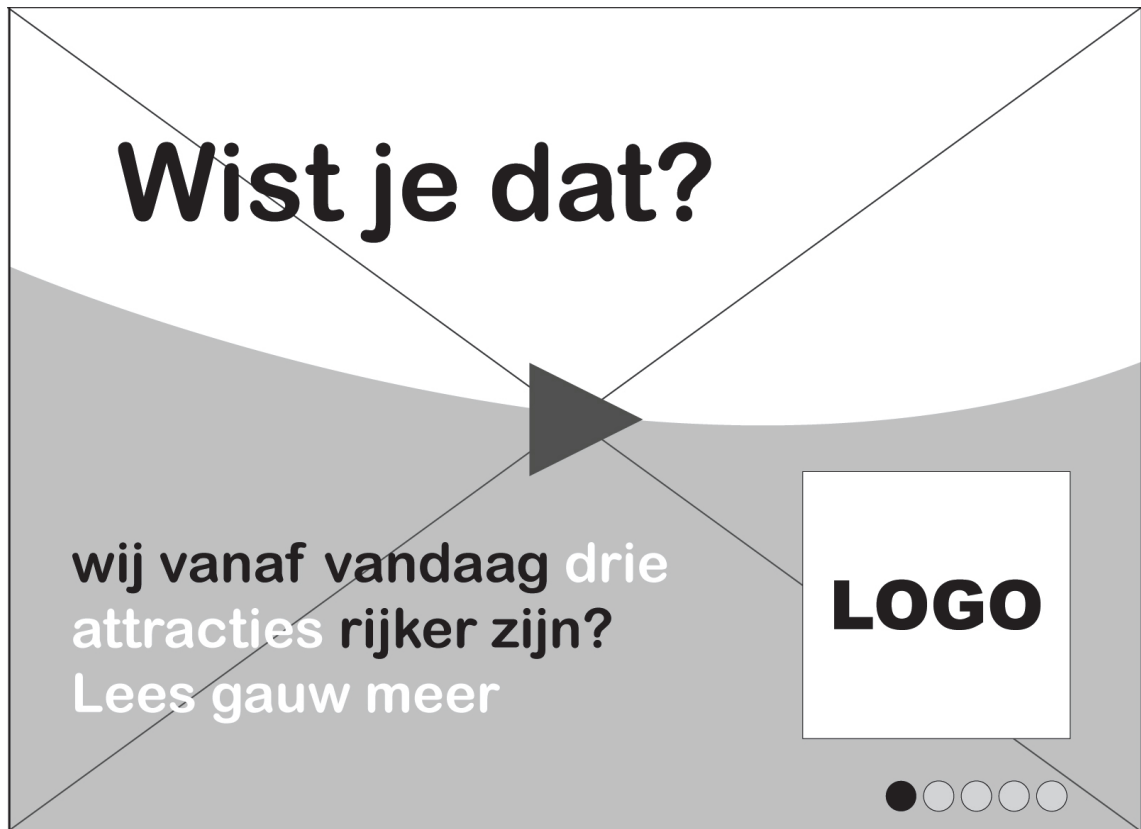 Wist je dat?
wij vanaf vandaag drie
attracties rijker zijn?
Lees gauw meer
LOGO